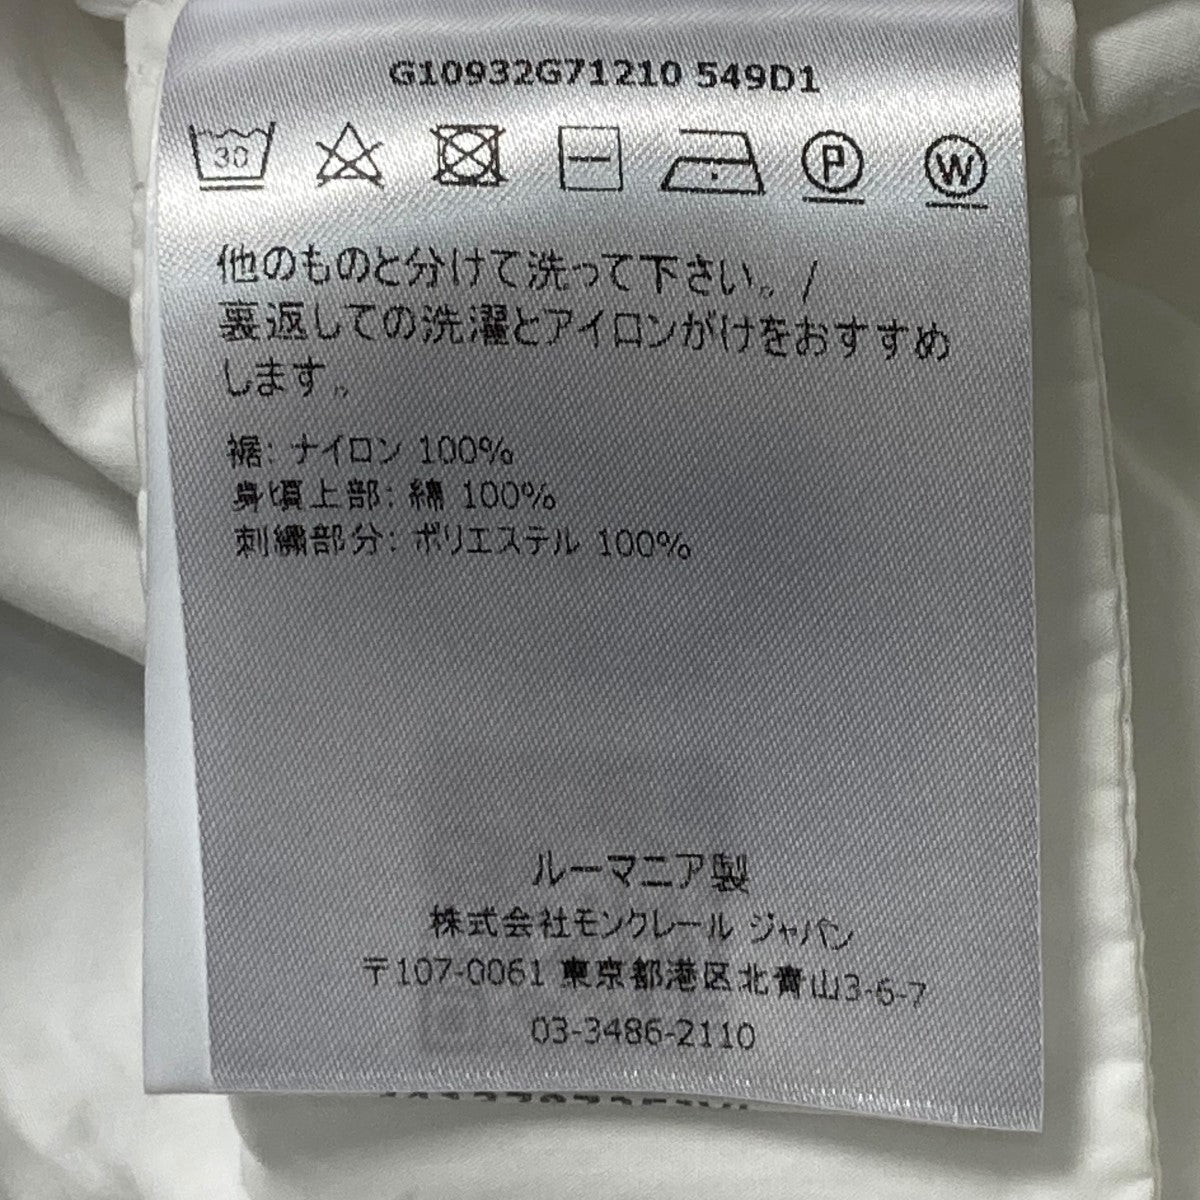 G10932G71210 549D1
30 P W
他のものと分けて洗って下さい。/
裏返しての洗濯とアイロンがけをおすすめ
します。
裾: ナイロン 100%
身頃上部: 綿 100%
刺繍部分: ポリエステル 100%
ルーマニア製
株式会社モンクレール ジャパン
〒107-0061 東京都港区北青山3-6-7
03-3486-2110